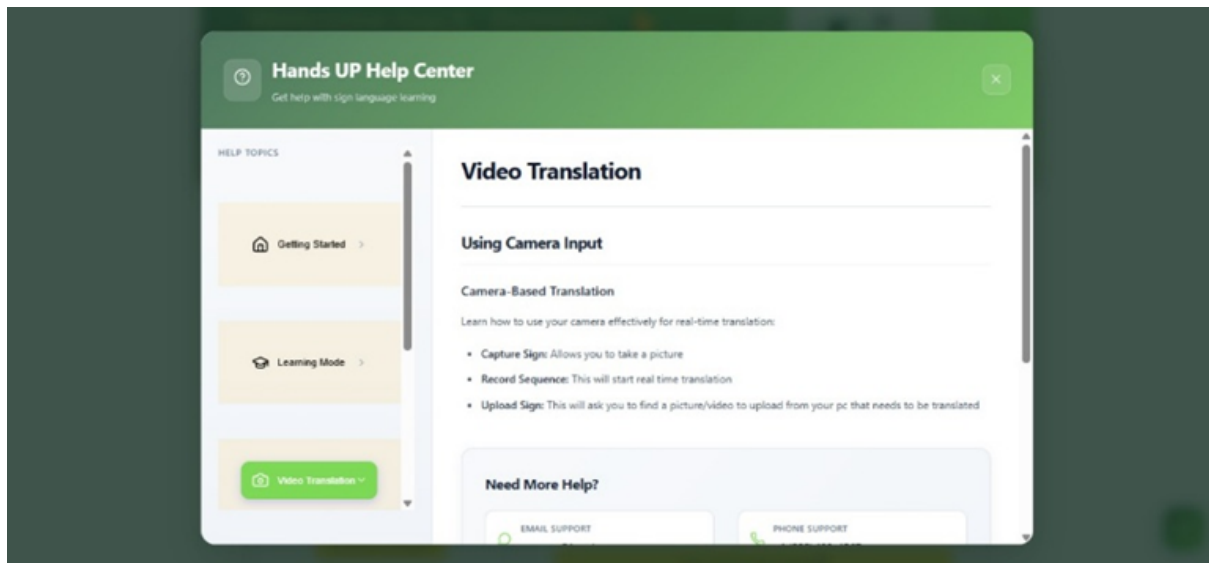 Hands UP Help Center
Get help with sign language learning
HELP TOPICS
Getting Started
Learning Mode
Video Translation
Video Translation
Using Camera Input
Camera-Based Translation
Learn how to use your camera effectively for real-time translation:
• Capture Sign: Allows you to take a picture
• Record Sequence: This will start real time translation
• Upload Sign: This will ask you to find a picture/video to upload from your pc that needs to be translated
Need More Help?
EMAIL SUPPORT
PHONE SUPPORT